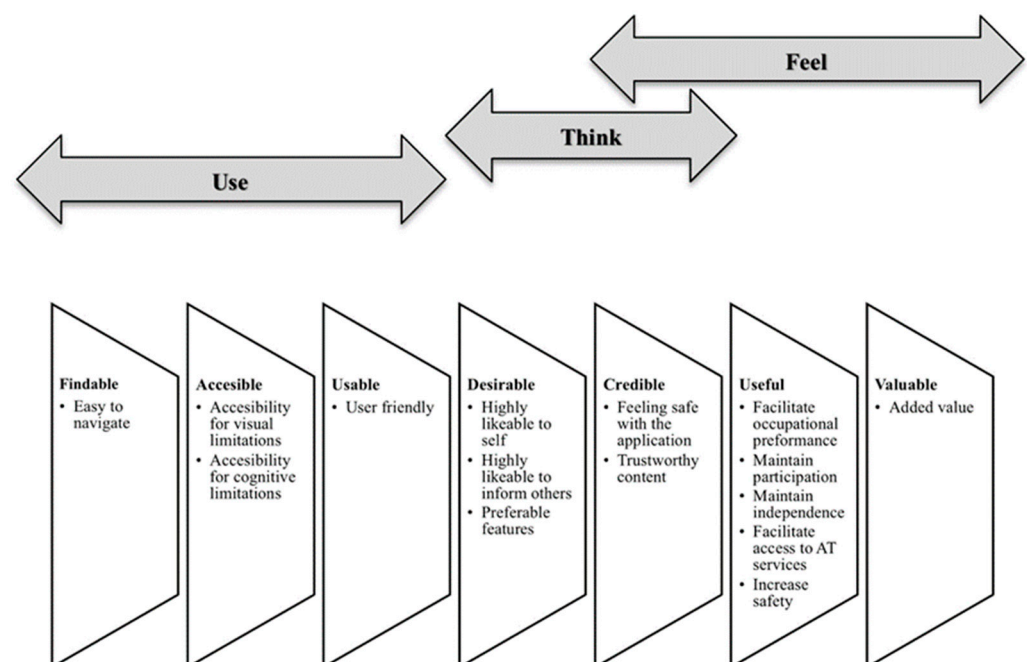 Feel
Think
Use
Findable
• Easy to
navigate
Accesible
• Accesibility
for visual
limitations
• Accesibility
for cognitive
limitations
Usable
• User friendly
Desirable
• Highly
likeable to
self
• Highly
likeable to
inform others
• Preferable
features
Credible
• Feeling safe
with the
application
• Trustworthy
content
Useful
• Facilitate
occupational
preformance
• Maintain
participation
• Maintain
independence
• Facilitate
access to AT
services
• Increase
safety
Valuable
• Added value